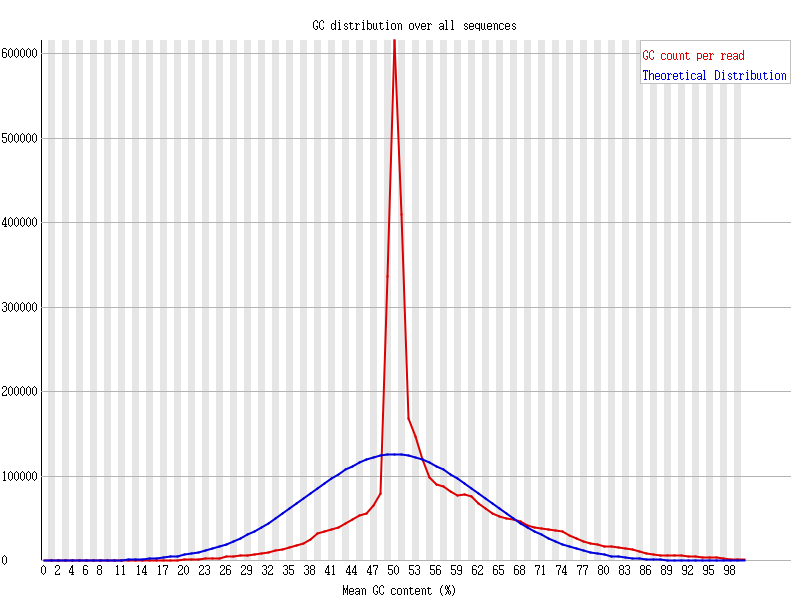 GC distribution over all sequences
GC count per read
Theoretical Distribution
600000
500000
400000
300000
200000
100000
0
0 2 4 6 8 11 14 17 20 23 26 29 32 35 38 41 44 47 50 53 56 59 62 65 68 71 74 77 80 83 86 89 92 95 98
Mean GC content (%)